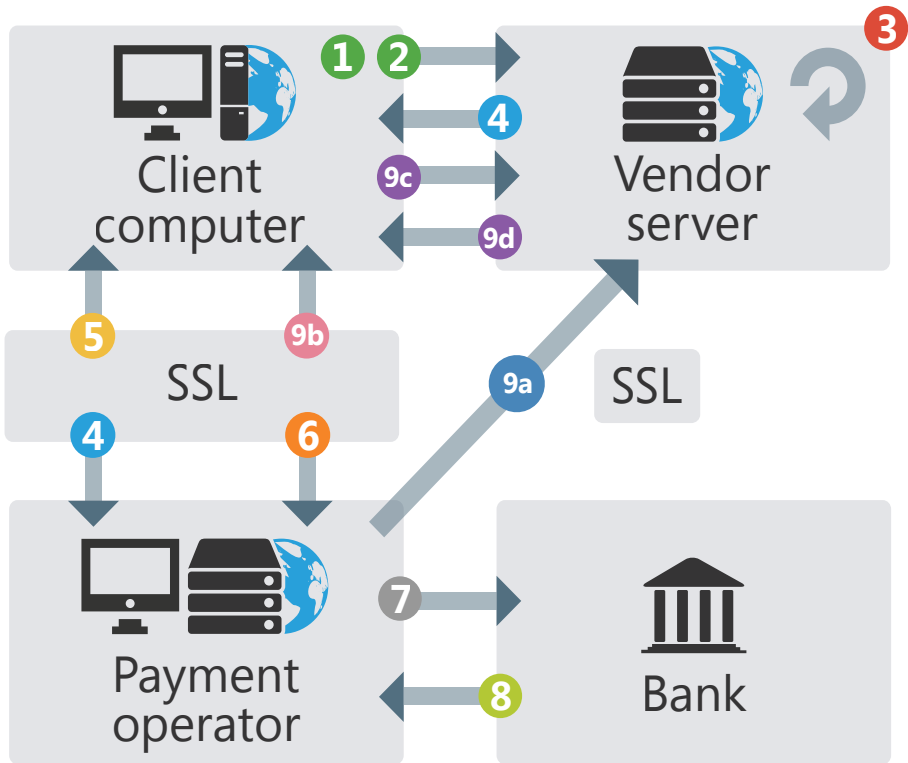 3
1 2
4
Client
computer
Vendor
server
9c
9d
5 9b
SSL
9a
SSL
4 6
7
Payment
operator
8
Bank